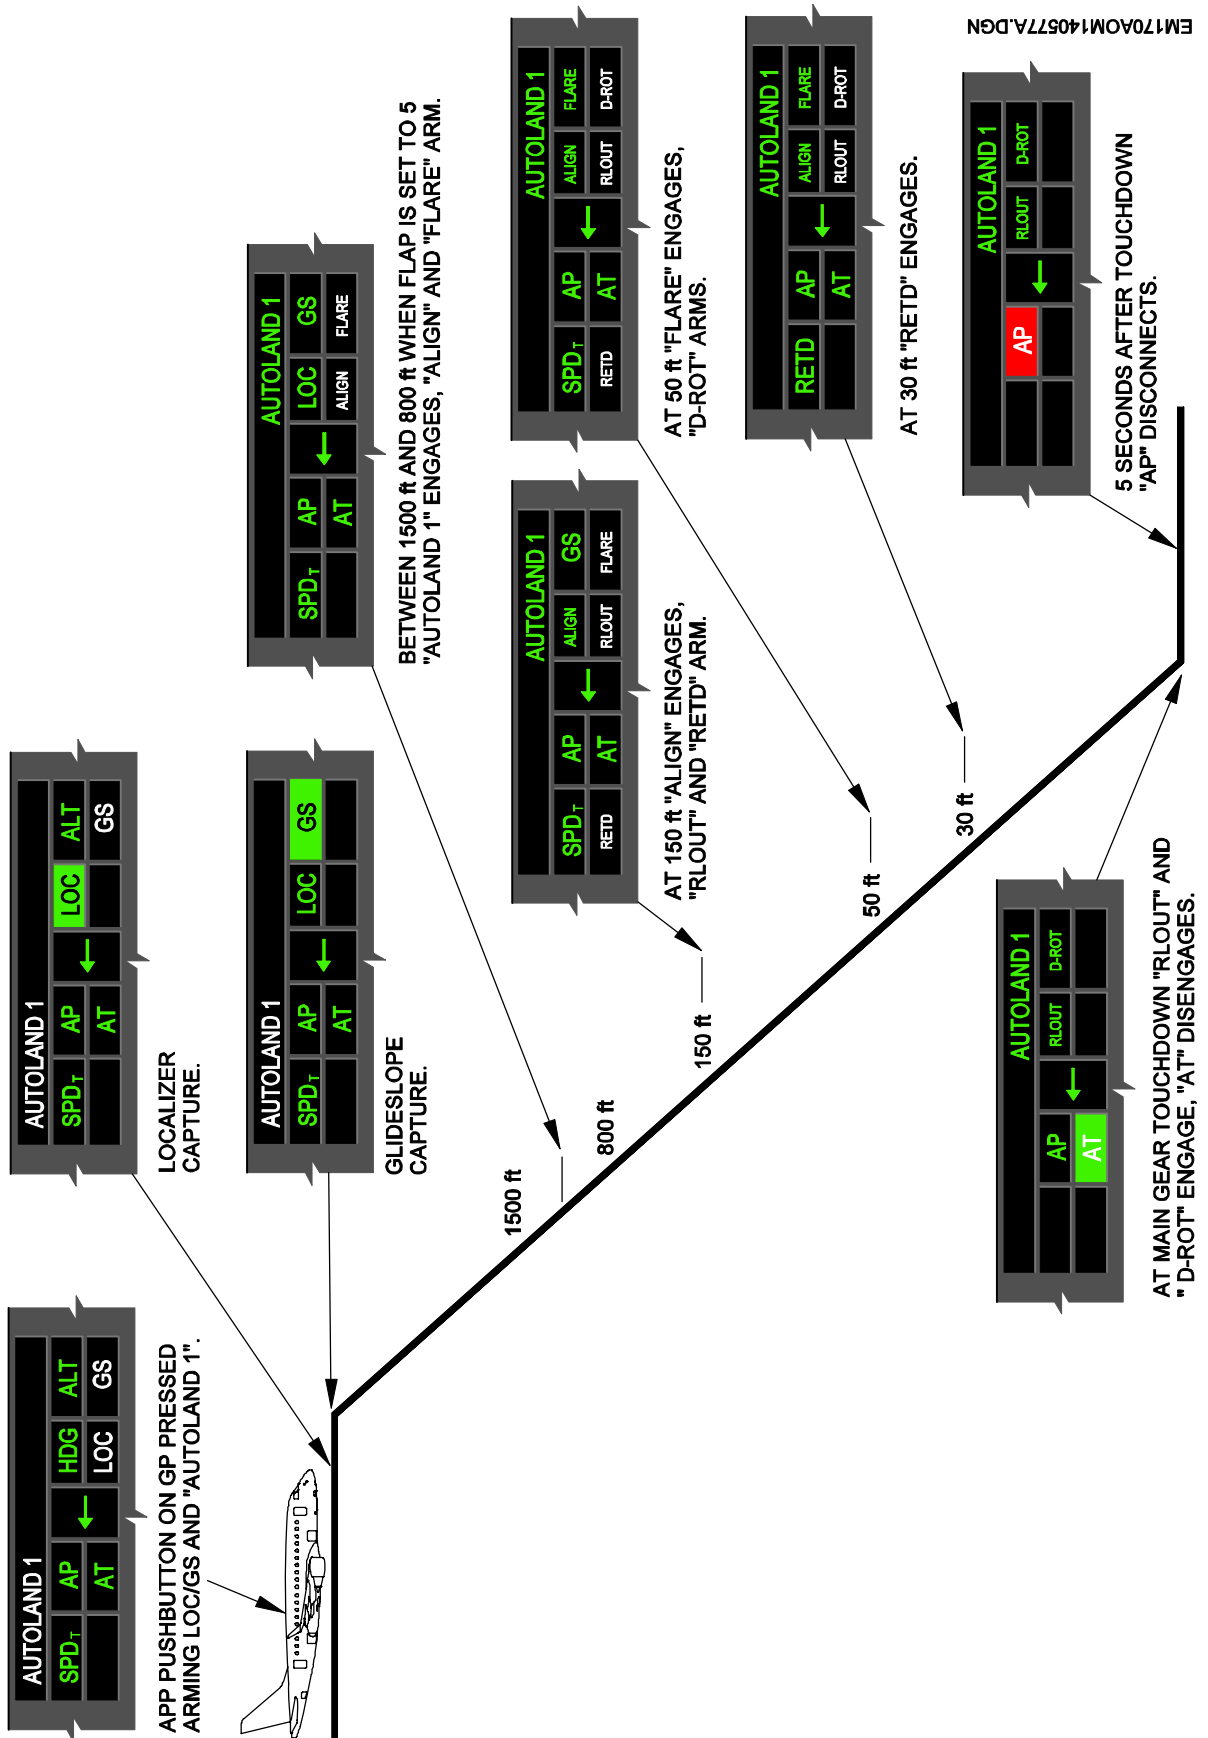 AUTOLAND 1
SPDT AP ← HDG ALT
AT LOC GS
APP PUSHBUTTON ON GP PRESSED
ARMING LOC/GS AND "AUTOLAND 1".
AUTOLAND 1
SPDT AP ← LOC ALT
AT GS
LOCALIZER
CAPTURE.
AUTOLAND 1
SPDT AP ← LOC GS
AT
GLIDESLOPE
CAPTURE.
AUTOLAND 1
SPDT AP ← LOC GS
AT ALIGN FLARE
BETWEEN 1500 ft AND 800 ft WHEN FLAP IS SET TO 5
"AUTOLAND 1" ENGAGES, "ALIGN" AND "FLARE" ARM.
1500 ft
800 ft
AUTOLAND 1
SPDT AP ← ALIGN GS
RETD AT RLOUT FLARE
AT 150 ft "ALIGN" ENGAGES,
"RLOUT" AND "RETD" ARM.
150 ft
AUTOLAND 1
SPDT AP ← ALIGN FLARE
RETD AT RLOUT D-ROT
AT 50 ft "FLARE" ENGAGES,
"D-ROT" ARMS.
50 ft
AUTOLAND 1
RETD AP ← ALIGN FLARE
AT RLOUT D-ROT
AT 30 ft "RETD" ENGAGES.
30 ft
AUTOLAND 1
AP ← RLOUT D-ROT
AT
AT MAIN GEAR TOUCHDOWN "RLOUT" AND
" D-ROT" ENGAGE, "AT" DISENGAGES.
AUTOLAND 1
AP ← RLOUT D-ROT
5 SECONDS AFTER TOUCHDOWN
"AP" DISCONNECTS.
EM170AOM140577A.DGN